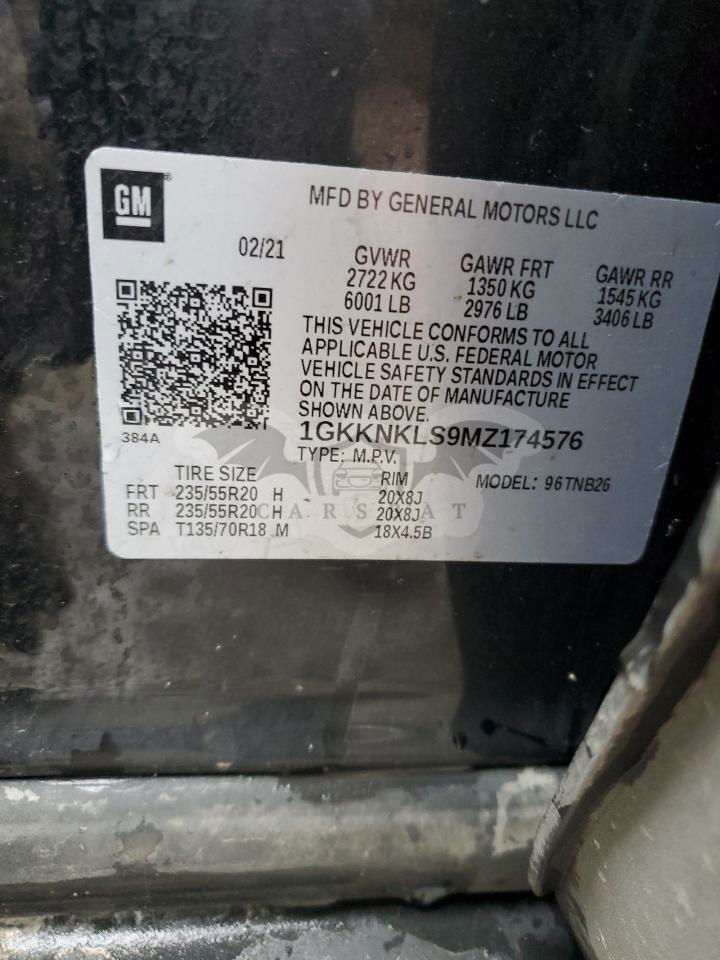 GM
MFD BY GENERAL MOTORS LLC
02/21
GVWR
2722 KG
6001 LB
GAWR FRT
1350 KG
2976 LB
GAWR RR
1545 KG
3406 LB
THIS VEHICLE CONFORMS TO ALL
APPLICABLE U.S. FEDERAL MOTOR
VEHICLE SAFETY STANDARDS IN EFFECT
ON THE DATE OF MANUFACTURE
SHOWN ABOVE.
384A
1GKKNKLS9MZ174576
TYPE: M.P.V.
MODEL: 96TNB26
TIRE SIZE RIM
FRT 235/55R20 H 20X8J
RR 235/55R20 H 20X8J
SPA T135/70R18 M 18X4.5B
CARSBAT